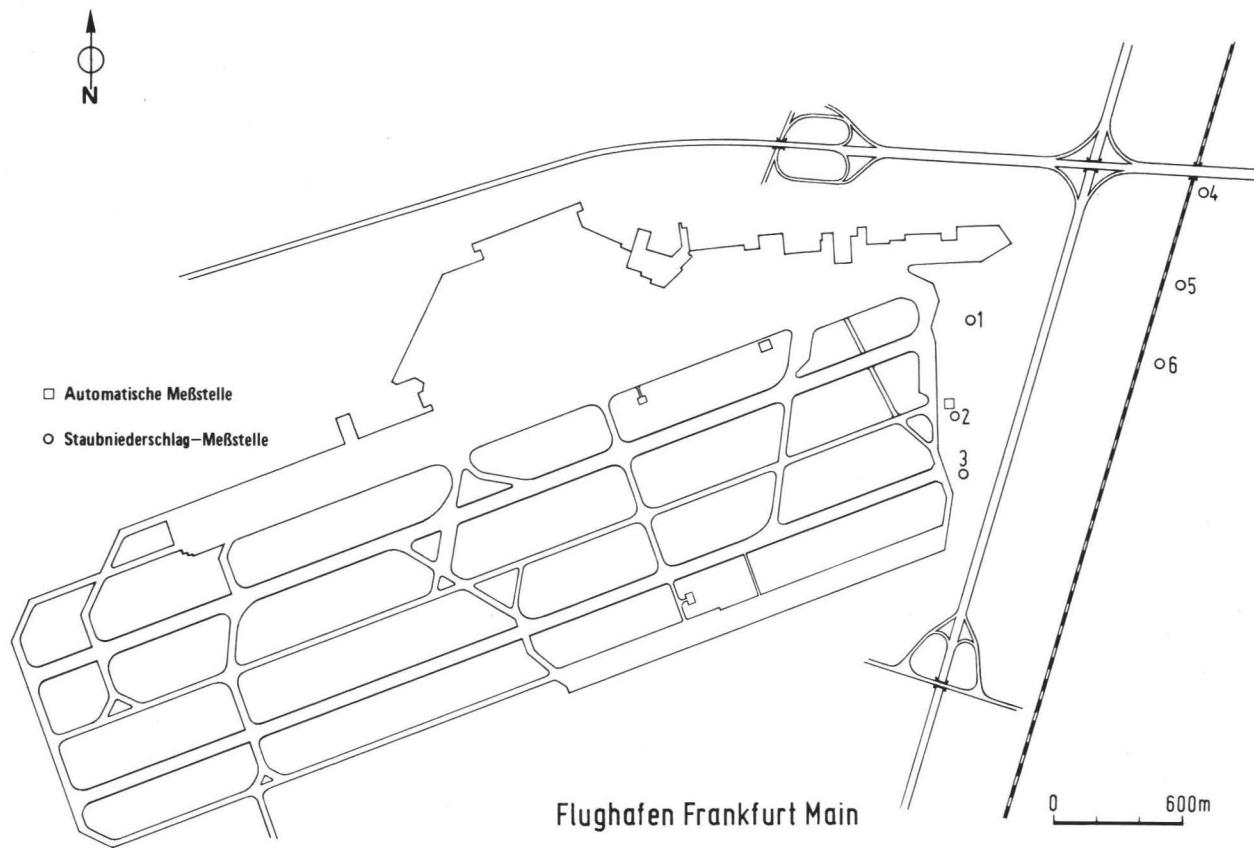 N
4
5
1
6
□ Automatische Meßstelle
2
○ Staubniederschlag-Meßstelle
3
Flughafen Frankfurt Main
0 600m